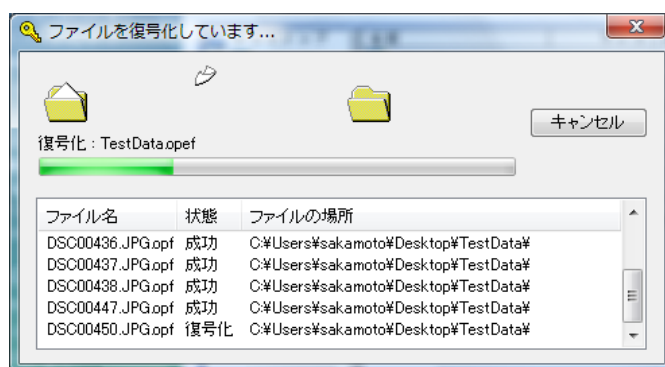 ファイルを復号化しています...
キャンセル
復号化 : TestData.opef
ファイル名 状態 ファイルの場所
DSC00436.JPG.opf 成功 C:¥Users¥sakamoto¥Desktop¥TestData¥
DSC00437.JPG.opf 成功 C:¥Users¥sakamoto¥Desktop¥TestData¥
DSC00438.JPG.opf 成功 C:¥Users¥sakamoto¥Desktop¥TestData¥
DSC00447.JPG.opf 成功 C:¥Users¥sakamoto¥Desktop¥TestData¥
DSC00450.JPG.opf 復号化 C:¥Users¥sakamoto¥Desktop¥TestData¥